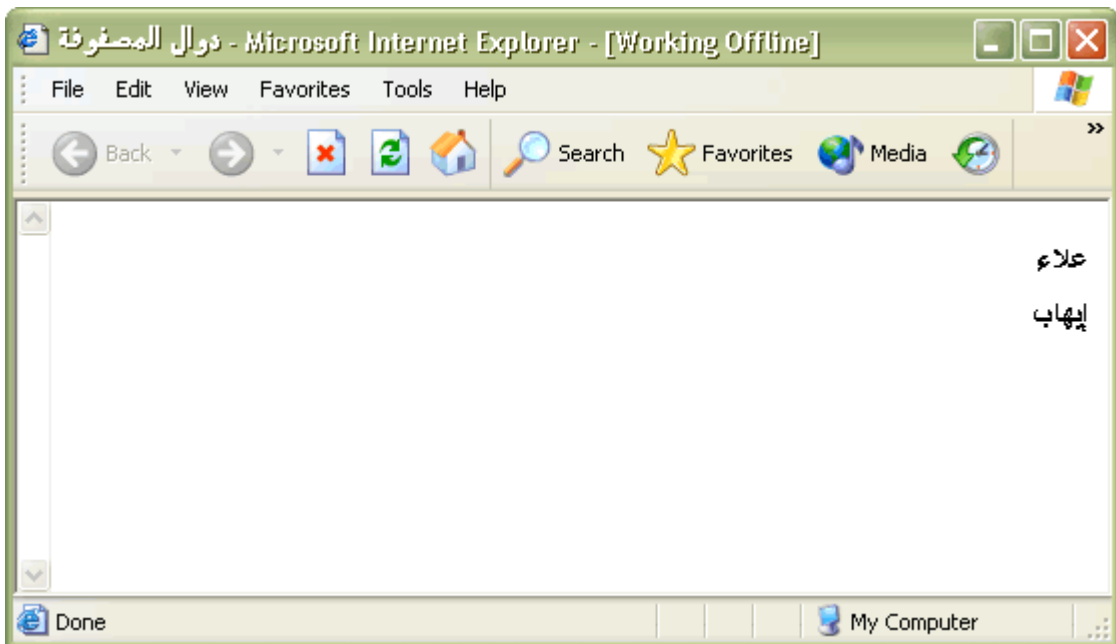 دوال المصفوفة - Microsoft Internet Explorer - [Working Offline]
File Edit View Favorites Tools Help
Back Search Favorites Media »
علاء
إيهاب
Done My Computer